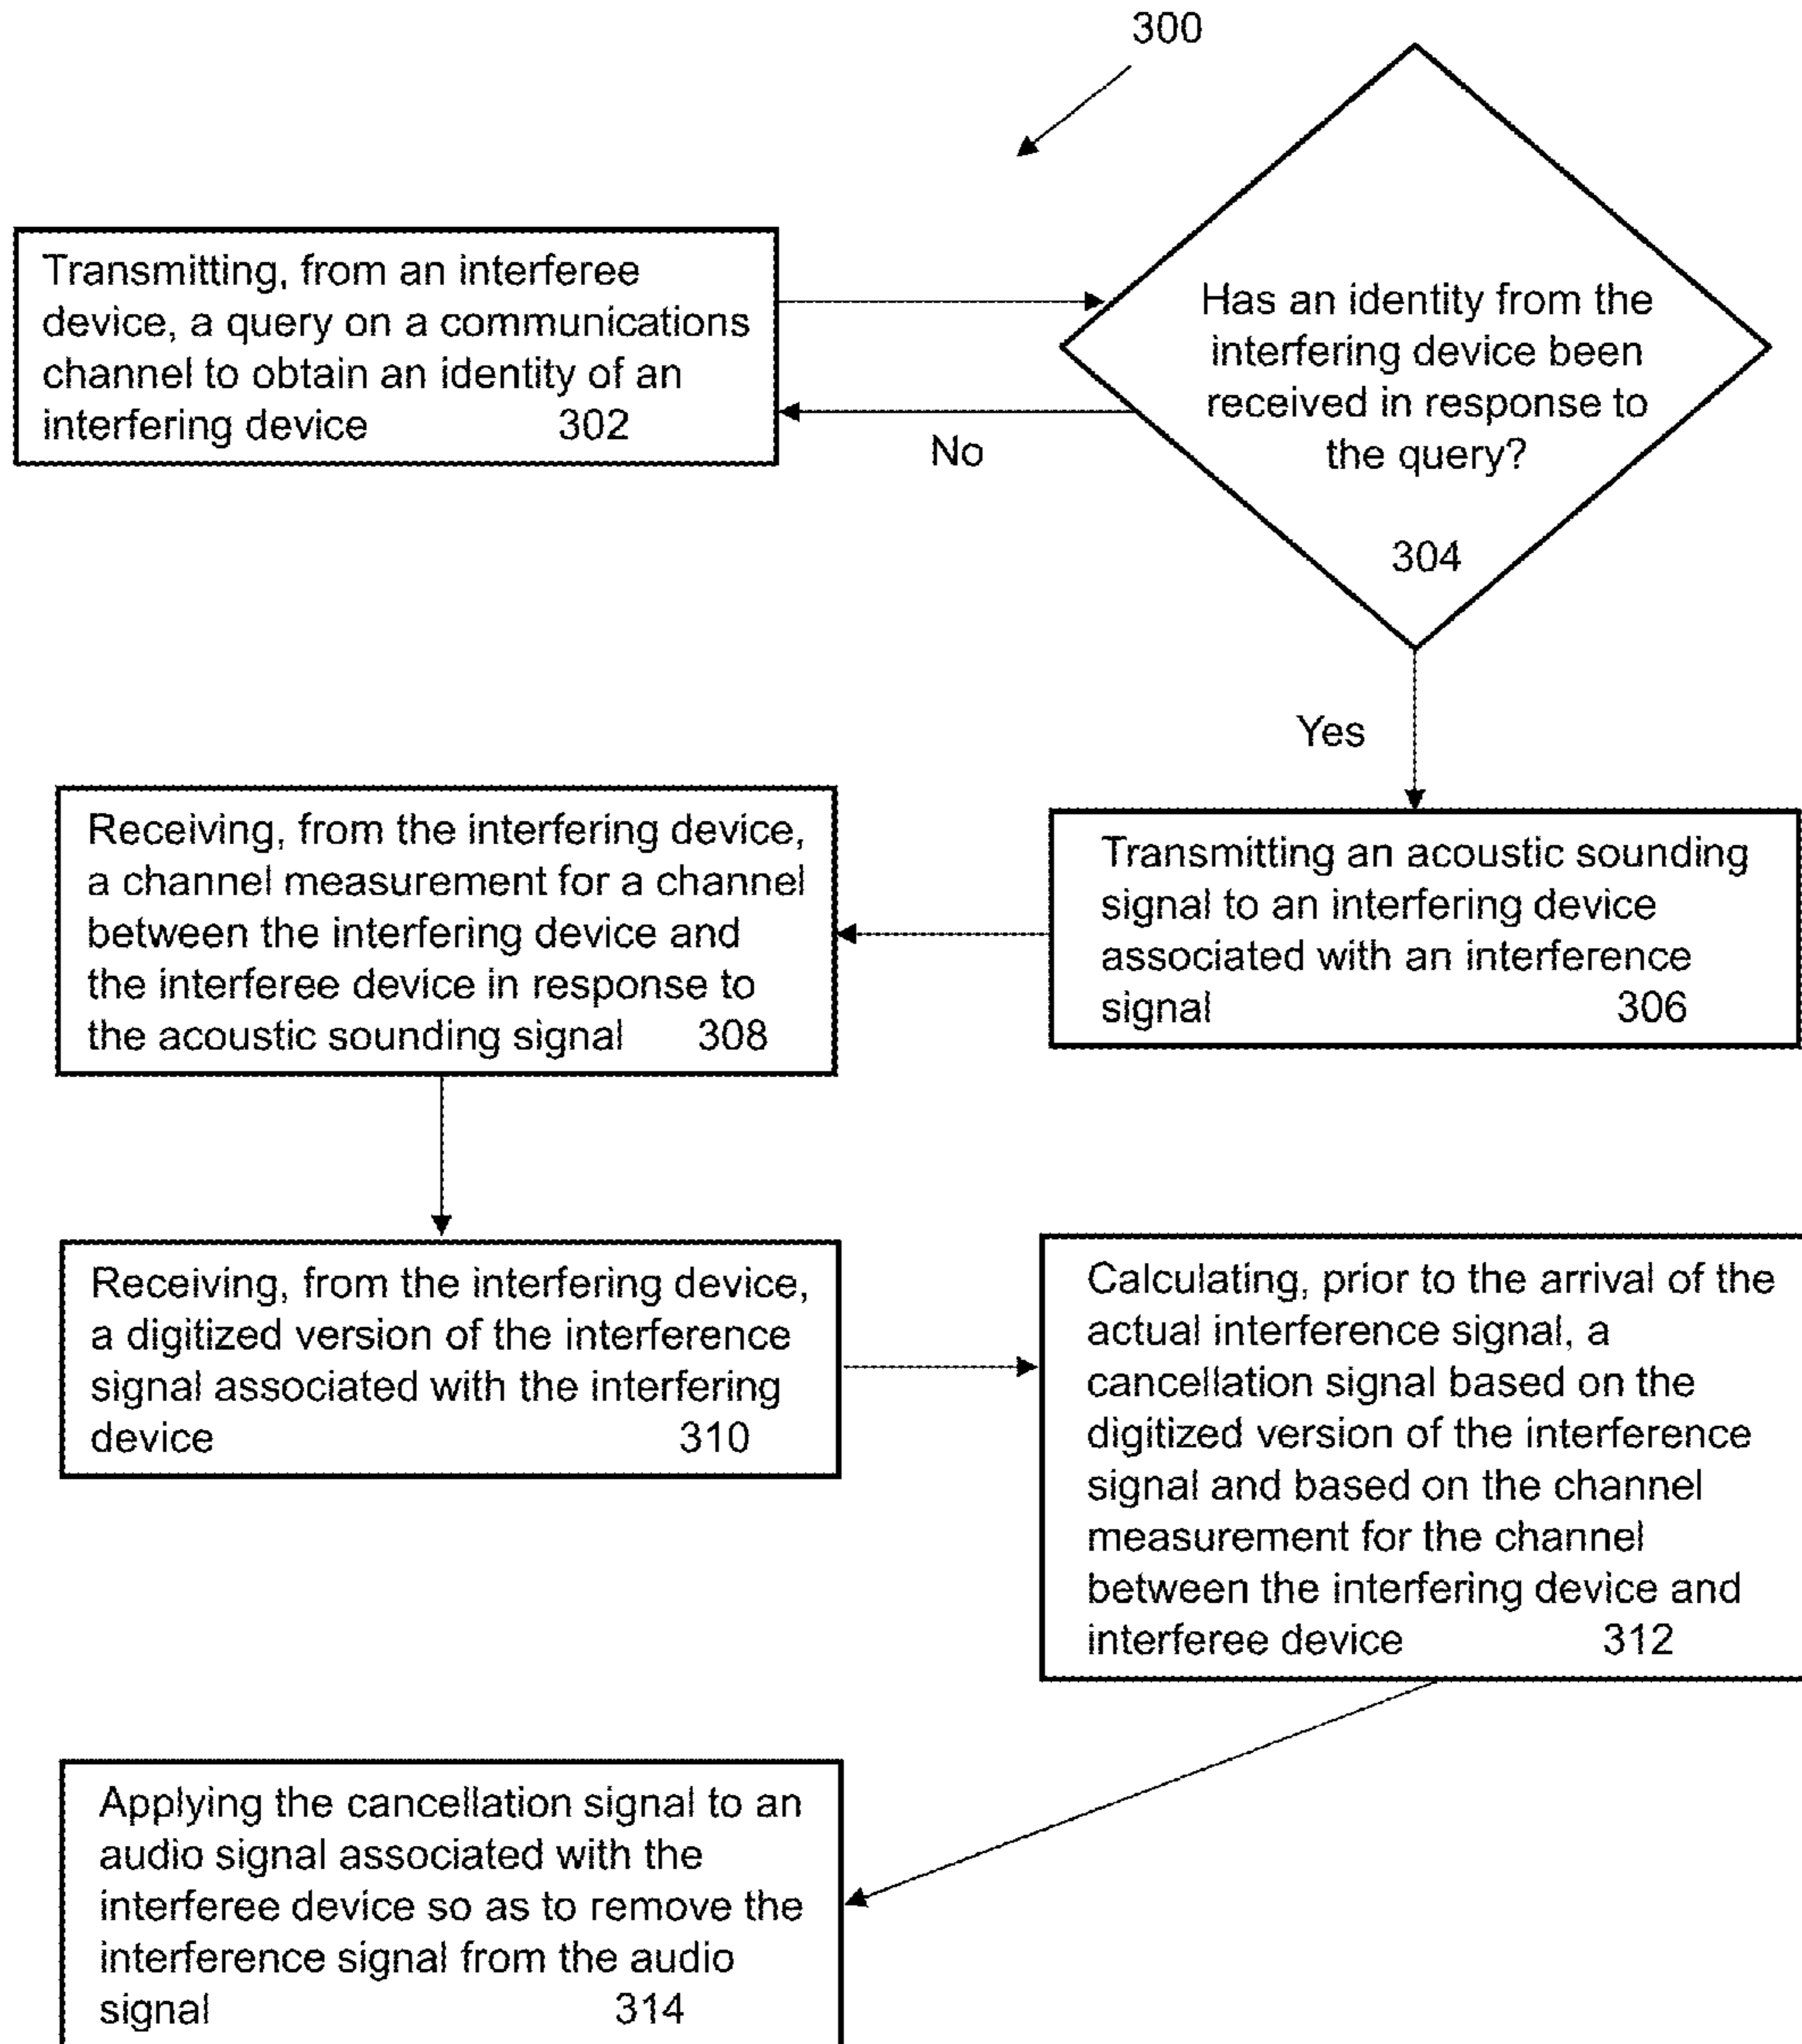 300
Transmitting, from an interferee
device, a query on a communications
channel to obtain an identity of an
interfering device 302
Has an identity from the
interfering device been
received in response to
the query?
304
No
Yes
Transmitting an acoustic sounding
signal to an interfering device
associated with an interference
signal 306
Receiving, from the interfering device,
a channel measurement for a channel
between the interfering device and
the interferee device in response to
the acoustic sounding signal 308
Receiving, from the interfering device,
a digitized version of the interference
signal associated with the interfering
device 310
Calculating, prior to the arrival of the
actual interference signal, a
cancellation signal based on the
digitized version of the interference
signal and based on the channel
measurement for the channel
between the interfering device and
interferee device 312
Applying the cancellation signal to an
audio signal associated with the
interferee device so as to remove the
interference signal from the audio
signal 314